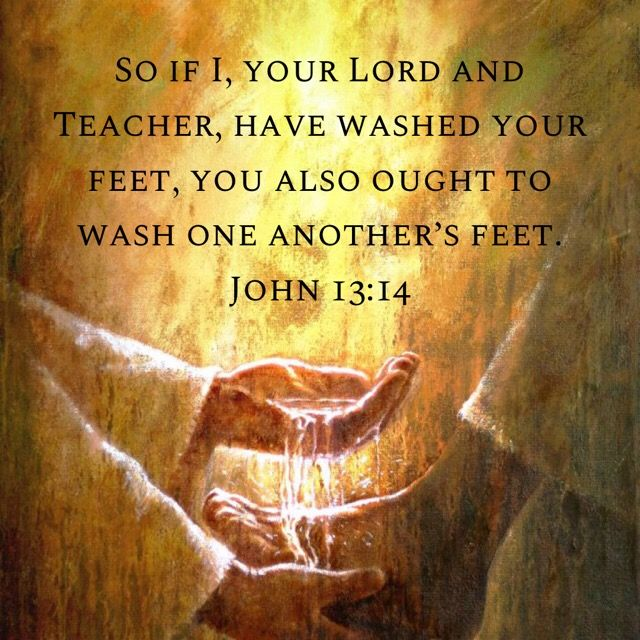 So if I, your Lord and
Teacher, have washed your
feet, you also ought to
wash one another’s feet.
John 13:14